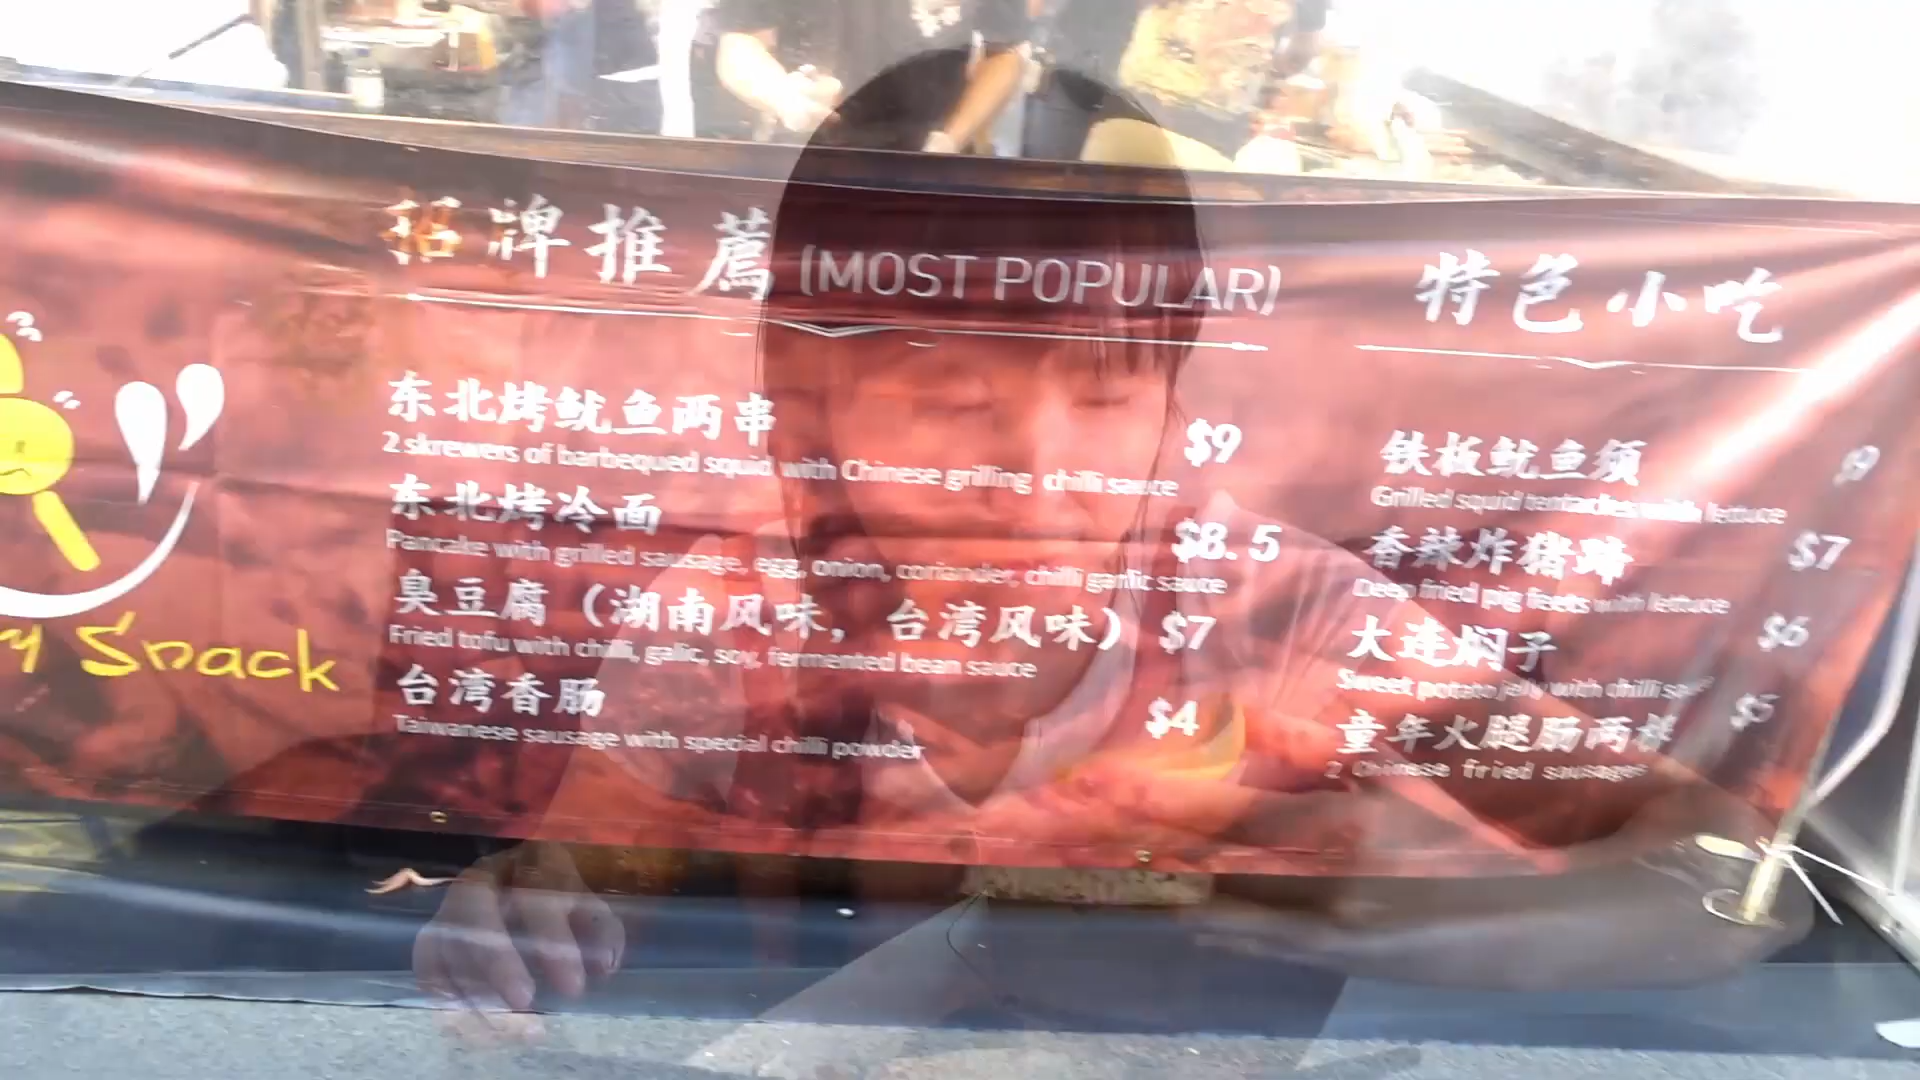 招牌推薦 (MOST POPULAR)
东北烤鱿鱼两串 $9
2 skrewers of barbequed squid with Chinese grilling chilli sauce
东北烤冷面 $8.5
Pancake with grilled sausage, egg, onion, coriander, chilli garlic sauce
臭豆腐（湖南风味，台湾风味） $7
Fried tofu with chilli, galic, soy, fermented bean sauce
台湾香肠 $4
Taiwanese sausage with special chilli powder
特色小吃
铁板鱿鱼须 9
Grilled squid tentacles with lettuce
香辣炸猪蹄 $7
Deep fried pig feets with lettuce
大连焖子 $6
Sweet potato jelly with chilli
童年火腿肠两根 $5
2 Chinese fried sausages
Snack